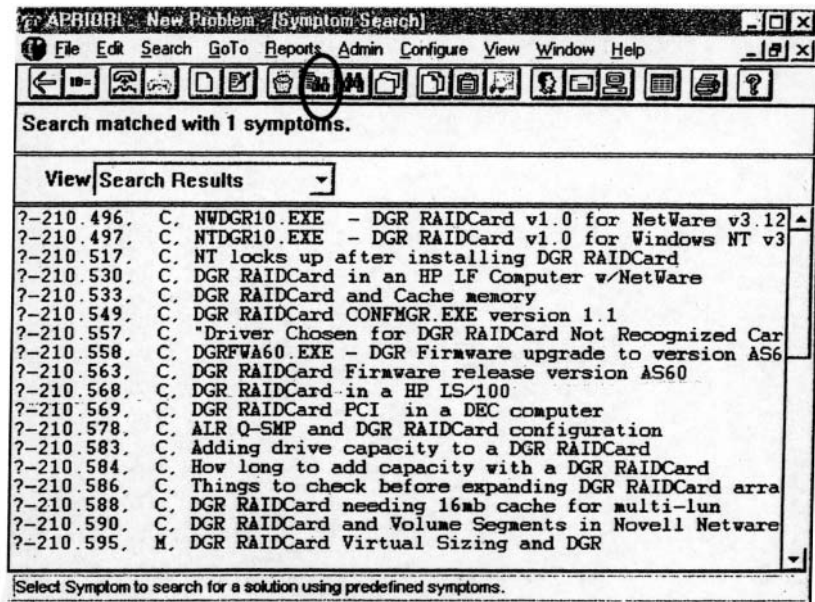 APRIORI - New Problem - [Symptom Search]
File Edit Search GoTo Reports Admin Configure View Window Help
ID=
Search matched with 1 symptoms.
View Search Results
?-210.496, C, NWDGR10.EXE - DGR RAIDCard v1.0 for NetWare v3.12
?-210.497, C, NTDGR10.EXE - DGR RAIDCard v1.0 for Windows NT v3
?-210.517, C, NT locks up after installing DGR RAIDCard
?-210.530, C, DGR RAIDCard in an HP LF Computer w/NetWare
?-210.533, C, DGR RAIDCard and Cache memory
?-210.549, C, DGR RAIDCard CONFMGR.EXE version 1.1
?-210.557, C, "Driver Chosen for DGR RAIDCard Not Recognized Car
?-210.558, C, DGRFWA60.EXE - DGR Firmware upgrade to version AS6
?-210.563, C, DGR RAIDCard Firmware release version AS60
?-210.568, C, DGR RAIDCard in a HP LS/100
?-210.569, C, DGR RAIDCard PCI in a DEC computer
?-210.578, C, ALR Q-SMP and DGR RAIDCard configuration
?-210.583, C, Adding drive capacity to a DGR RAIDCard
?-210.584, C, How long to add capacity with a DGR RAIDCard
?-210.586, C, Things to check before expanding DGR RAIDCard arra
?-210.588, C, DGR RAIDCard needing 16mb cache for multi-lun
?-210.590, C, DGR RAIDCard and Volume Segments in Novell Netware
?-210.595, M, DGR RAIDCard Virtual Sizing and DGR
Select Symptom to search for a solution using predefined symptoms.